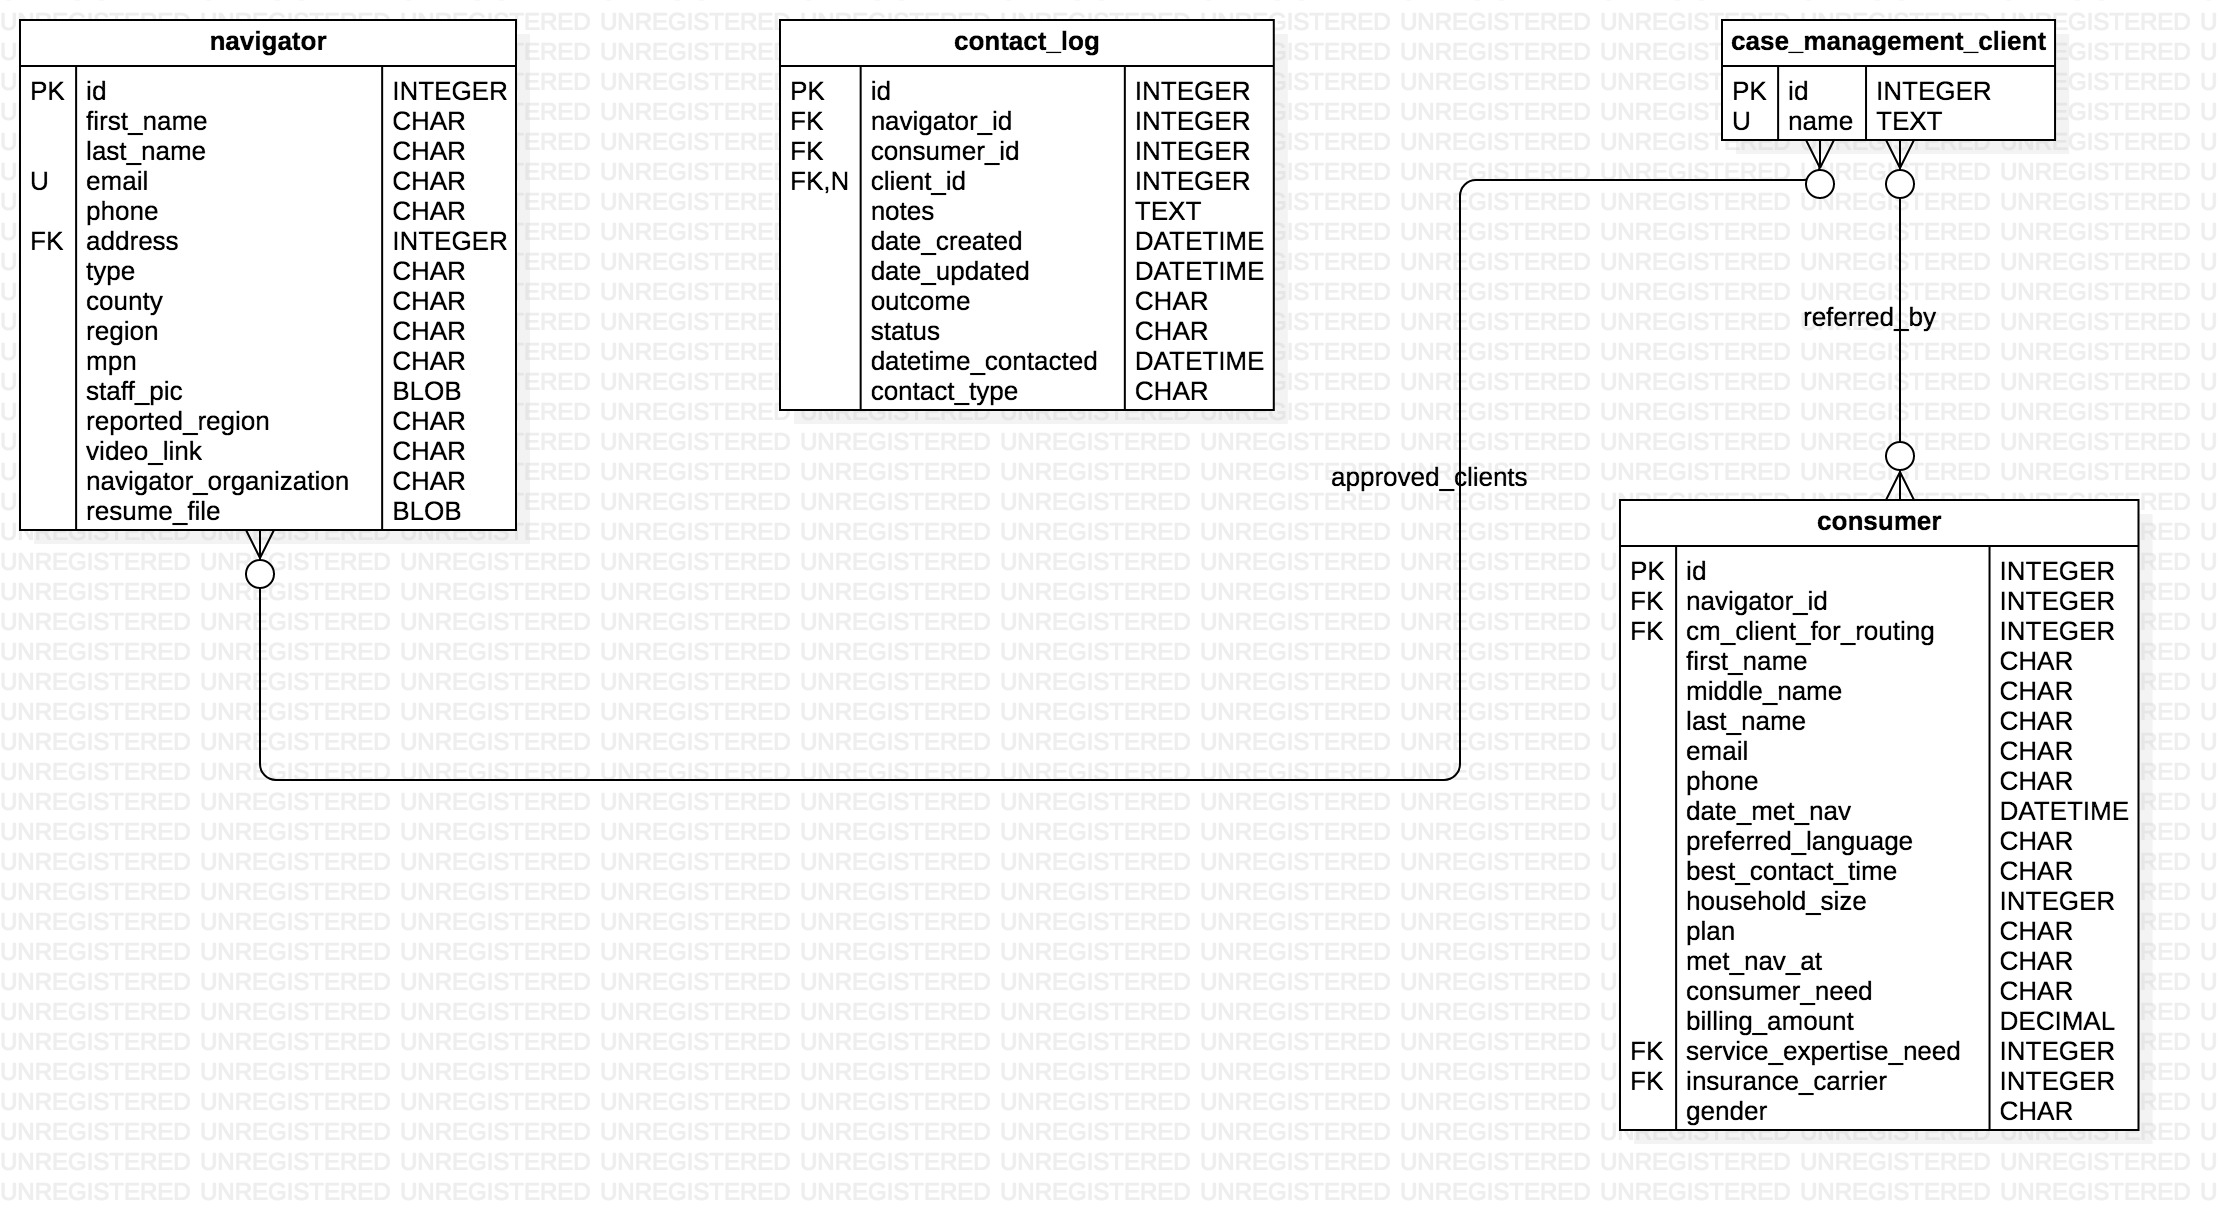 navigator
PK id INTEGER
first_name CHAR
last_name CHAR
U email CHAR
phone CHAR
FK address INTEGER
type CHAR
county CHAR
region CHAR
mpn CHAR
staff_pic BLOB
reported_region CHAR
video_link CHAR
navigator_organization CHAR
resume_file BLOB
contact_log
PK id INTEGER
FK navigator_id INTEGER
FK consumer_id INTEGER
FK,N client_id INTEGER
notes TEXT
date_created DATETIME
date_updated DATETIME
outcome CHAR
status CHAR
datetime_contacted DATETIME
contact_type CHAR
case_management_client
PK id INTEGER
U name TEXT
referred_by
approved_clients
consumer
PK id INTEGER
FK navigator_id INTEGER
FK cm_client_for_routing INTEGER
first_name CHAR
middle_name CHAR
last_name CHAR
email CHAR
phone CHAR
date_met_nav DATETIME
preferred_language CHAR
best_contact_time CHAR
household_size INTEGER
plan CHAR
met_nav_at CHAR
consumer_need CHAR
billing_amount DECIMAL
FK service_expertise_need INTEGER
FK insurance_carrier INTEGER
gender CHAR
UNREGISTERED